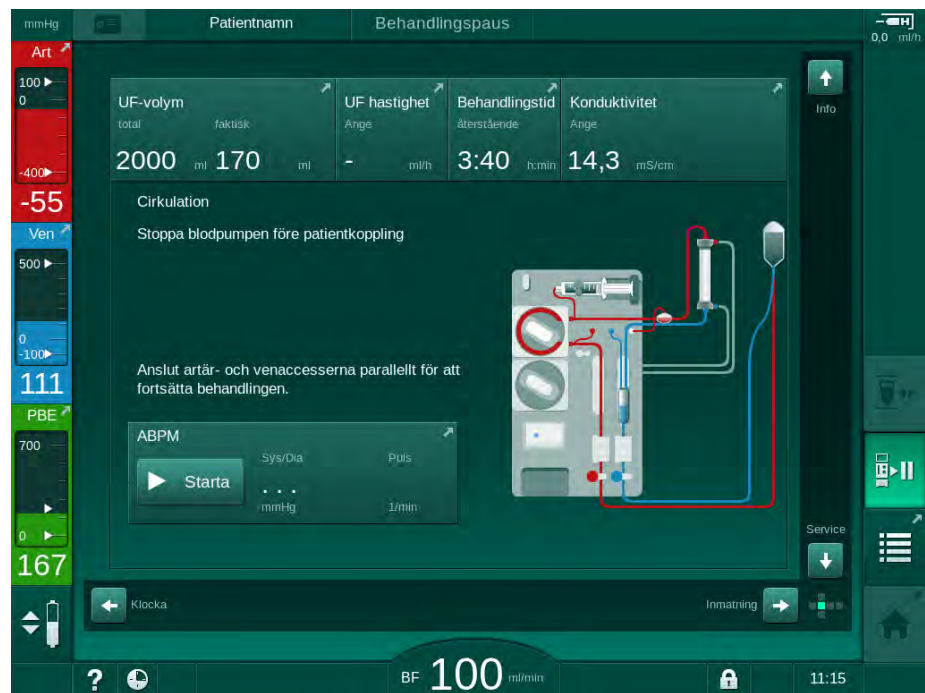 mmHg
Patientnamn
Behandlingspaus
0,0 ml/h
Art
100
0
-400
-55
Ven
500
0
-100
111
PBE
700
0
167
UF-volym
total
faktisk
2000 ml 170 ml
UF hastighet
Ange
- ml/h
Behandlingstid
återstående
3:40 h:min
Konduktivitet
Ange
14,3 mS/cm
Info
Cirkulation
Stoppa blodpumpen före patientkoppling
Anslut artär- och venaccesserna parallellt för att
fortsätta behandlingen.
ABPM
Sys/Dia
Puls
Starta
. . .
mmHg
1/min
Service
Klocka
Inmatning
?
BF 100 ml/min
11:15